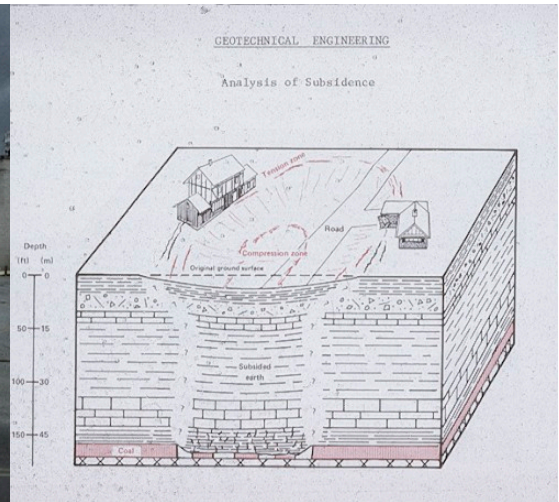 GEOTECHNICAL ENGINEERING
Analysis of Subsidence
Tension zone
Road
Compression zone
Original ground surface
Depth
(ft) (m)
0 0
50 15
100 30
150 45
Subsided
earth
Coal
? ?
? ?
? ?
? ?